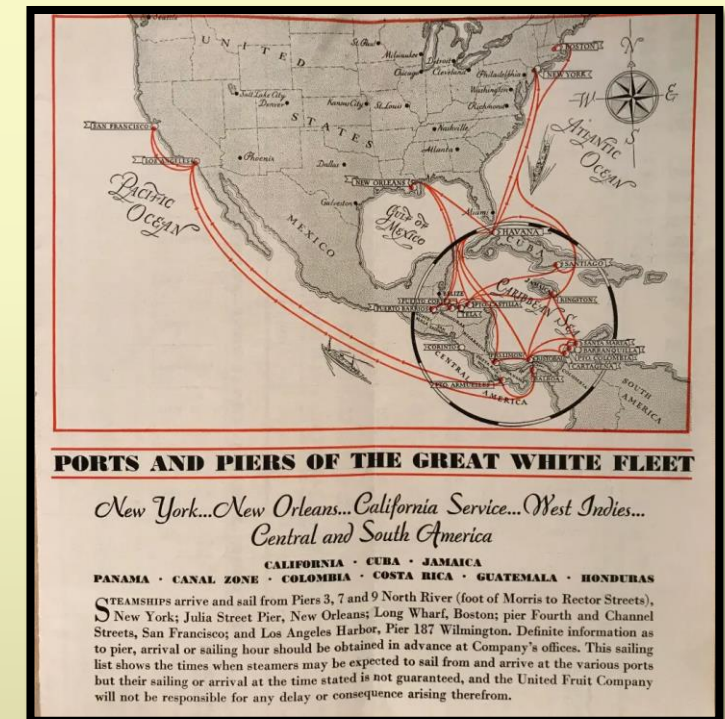 Seattle
UNITED
STATES
St. Paul
Milwaukee
Detroit
Chicago
Cleveland
BOSTON
NEW YORK
Philadelphia
Washington
Richmond
N
W
E
S
Salt Lake City
Denver
Kansas City
St. Louis
Nashville
Atlanta
SAN FRANCISCO
LOS ANGELES
Phoenix
Dallas
NEW ORLEANS
Galveston
Miami
ATLANTIC
OCEAN
PACIFIC
OCEAN
GULF OF
MEXICO
MEXICO
HAVANA
CUBA
SANTIAGO
BELIZE
PUERTO BARRIOS
PTO. CASTILLA
TELA
CARIBBEAN SEA
KINGSTON
CORINTO
CENTRAL
AMERICA
PTO. ARMUELLES
P. LIMON
CRISTOBAL
BALBOA
SANTA MARTA
BARRANQUILLA
PTO. COLOMBIA
CARTAGENA
COLOMBIA
SOUTH
AMERICA
PORTS AND PIERS OF THE GREAT WHITE FLEET
New York...New Orleans...California Service...West Indies...
Central and South America
CALIFORNIA · CUBA · JAMAICA
PANAMA · CANAL ZONE · COLOMBIA · COSTA RICA · GUATEMALA · HONDURAS
STEAMSHIPS arrive and sail from Piers 3, 7 and 9 North River (foot of Morris to Rector Streets),
New York; Julia Street Pier, New Orleans; Long Wharf, Boston; pier Fourth and Channel
Streets, San Francisco; and Los Angeles Harbor, Pier 187 Wilmington. Definite information as
to pier, arrival or sailing hour should be obtained in advance at Company's offices. This sailing
list shows the times when steamers may be expected to sail from and arrive at the various ports
but their sailing or arrival at the time stated is not guaranteed, and the United Fruit Company
will not be responsible for any delay or consequence arising therefrom.